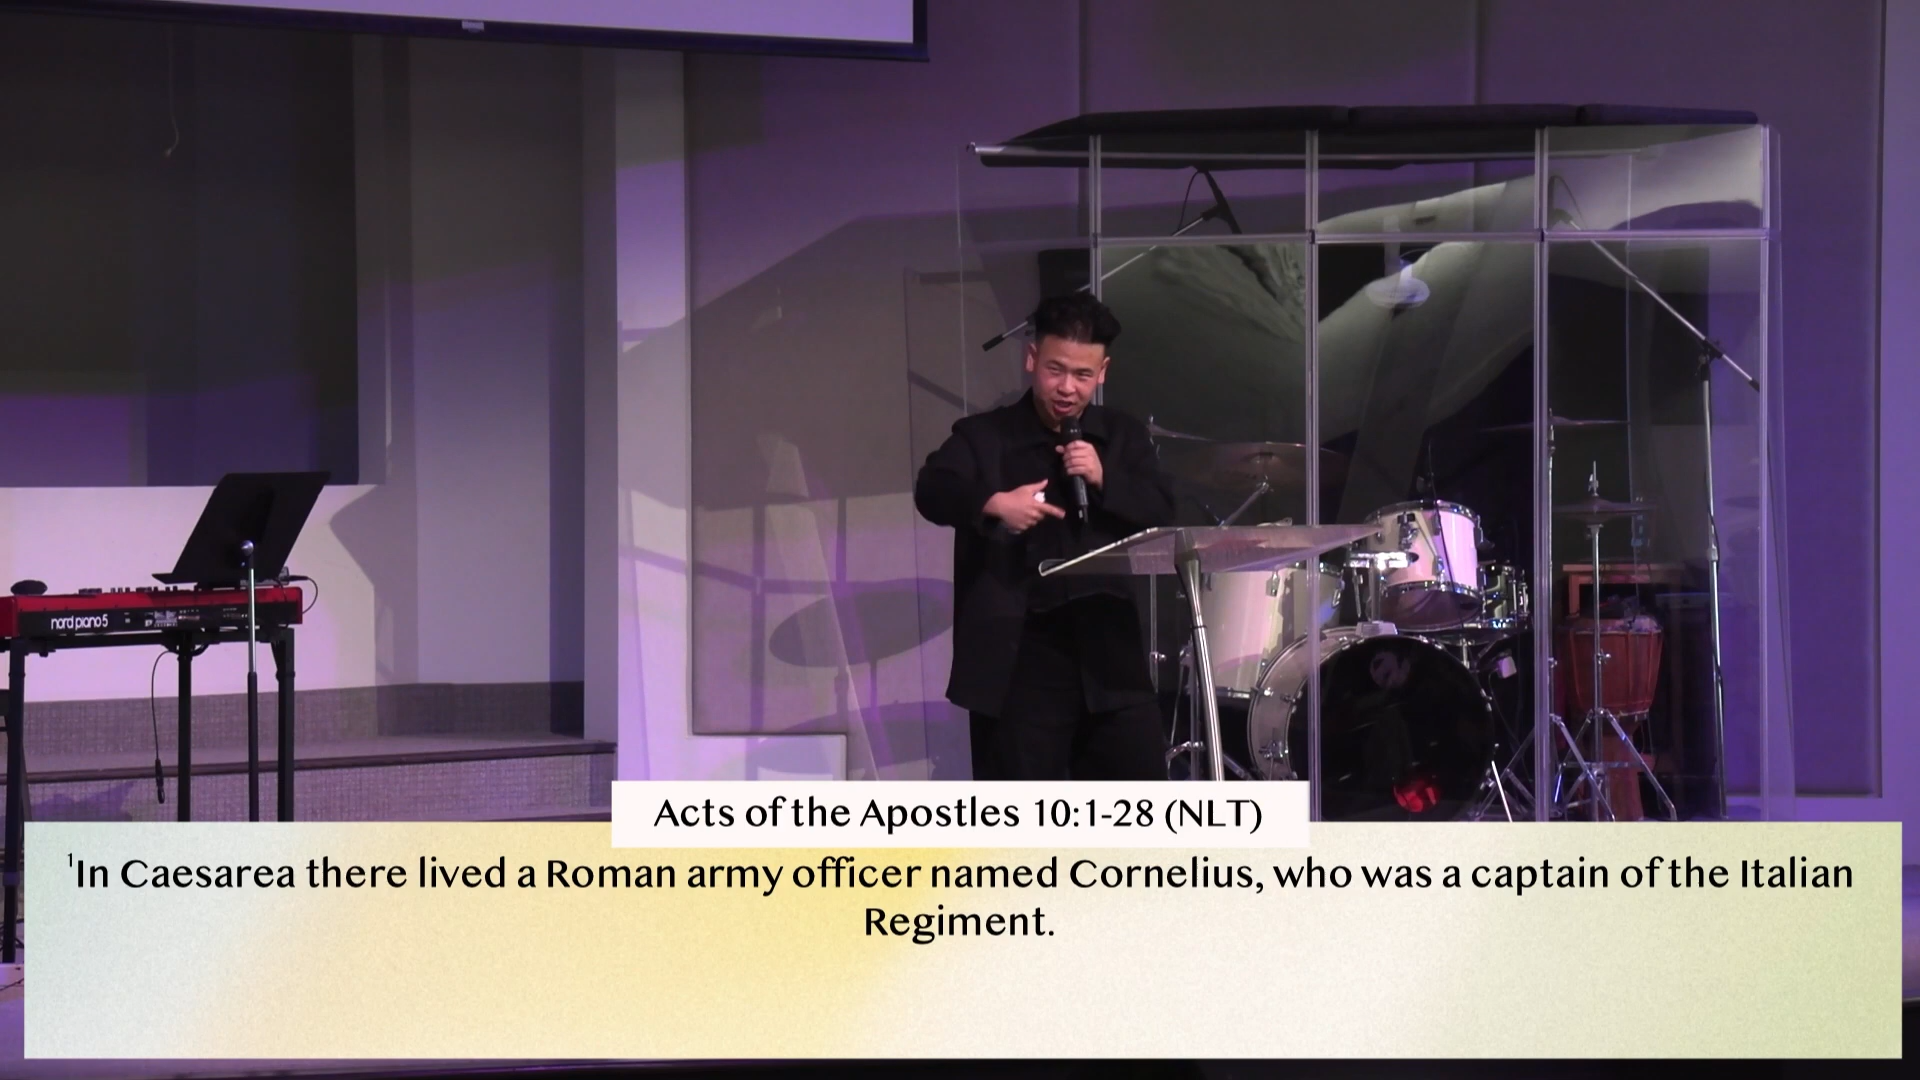 nord piano 5
Acts of the Apostles 10:1-28 (NLT)
1In Caesarea there lived a Roman army officer named Cornelius, who was a captain of the Italian
Regiment.